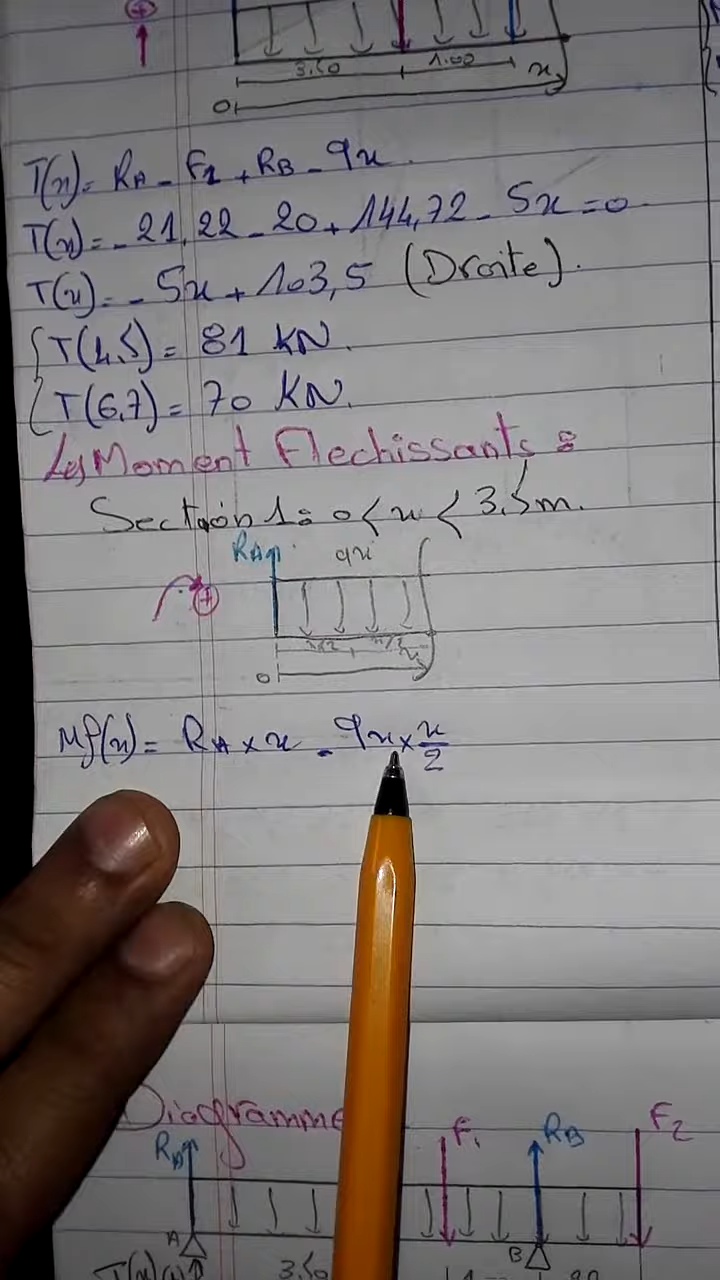 3.50 1.00 x
0
T(x)= RA - F1 + RB - qx
T(x)= - 21,22 - 20 + 144,72 - 5x = 0
T(x)= - 5x + 103,5 (Droite).
T(4,5) = 81 KN.
T(6,7) = 70 KN.
Moment Flechissants :
Section 1 = 0 < x < 3,5m.
RA qx
+
x/2 x/2
0
Mf(x) = RA × x - qx × x/2
Diagramme
RA F1 RB F2
A B
T(x) 3.50